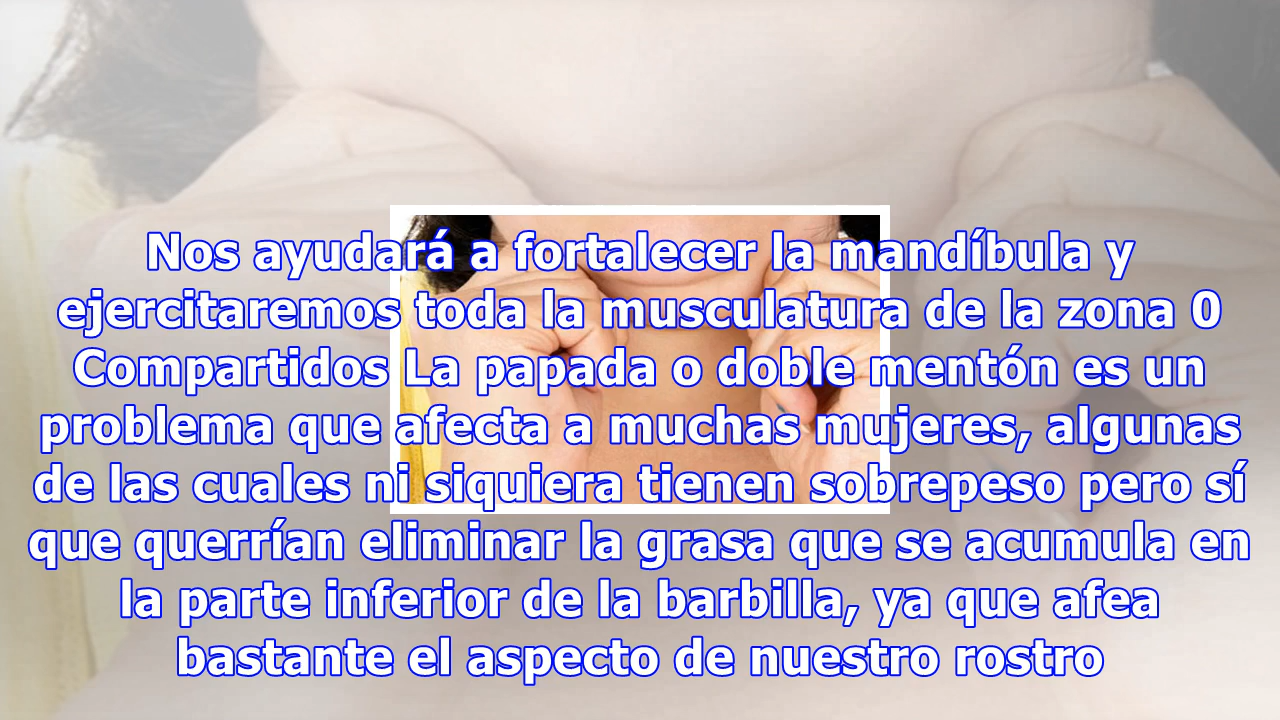 Nos ayudará a fortalecer la mandíbula y
ejercitaremos toda la musculatura de la zona 0
Compartidos La papada o doble mentón es un
problema que afecta a muchas mujeres, algunas
de las cuales ni siquiera tienen sobrepeso pero sí
que querrían eliminar la grasa que se acumula en
la parte inferior de la barbilla, ya que afea
bastante el aspecto de nuestro rostro